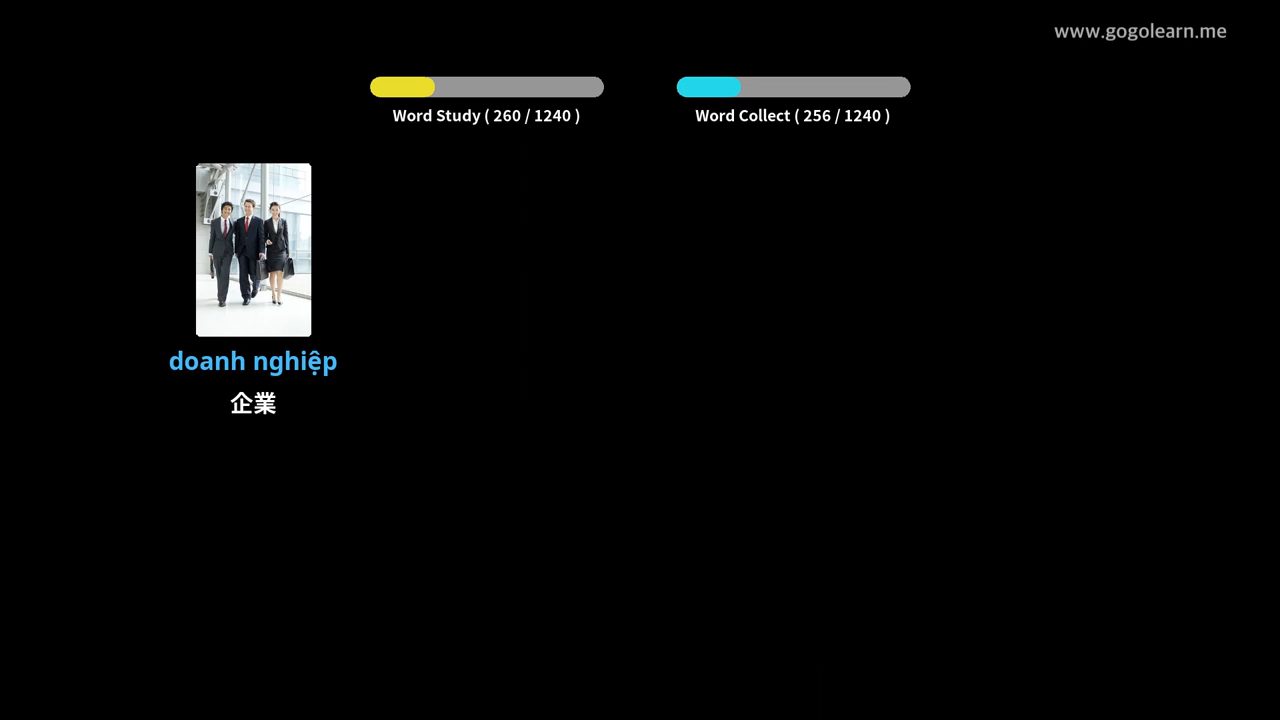 www.gogolearn.me
Word Study ( 260 / 1240 )
Word Collect ( 256 / 1240 )
doanh nghiệp
企業